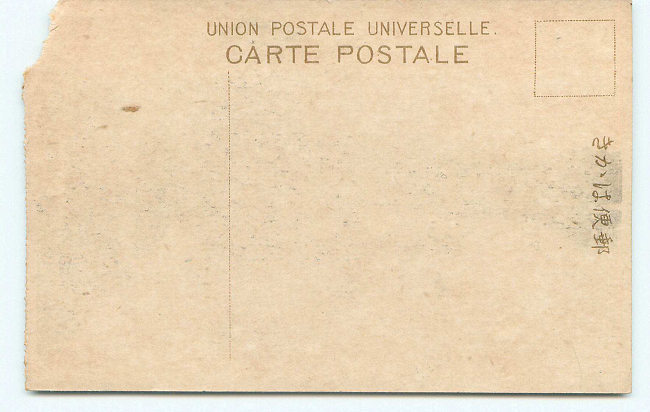 UNION POSTALE UNIVERSELLE.
CARTE POSTALE
きがは便郵